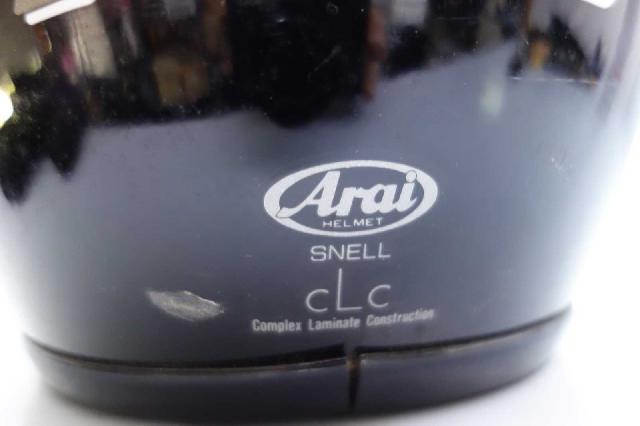 Arai
HELMET
SNELL
cLc
Complex Laminate Construction